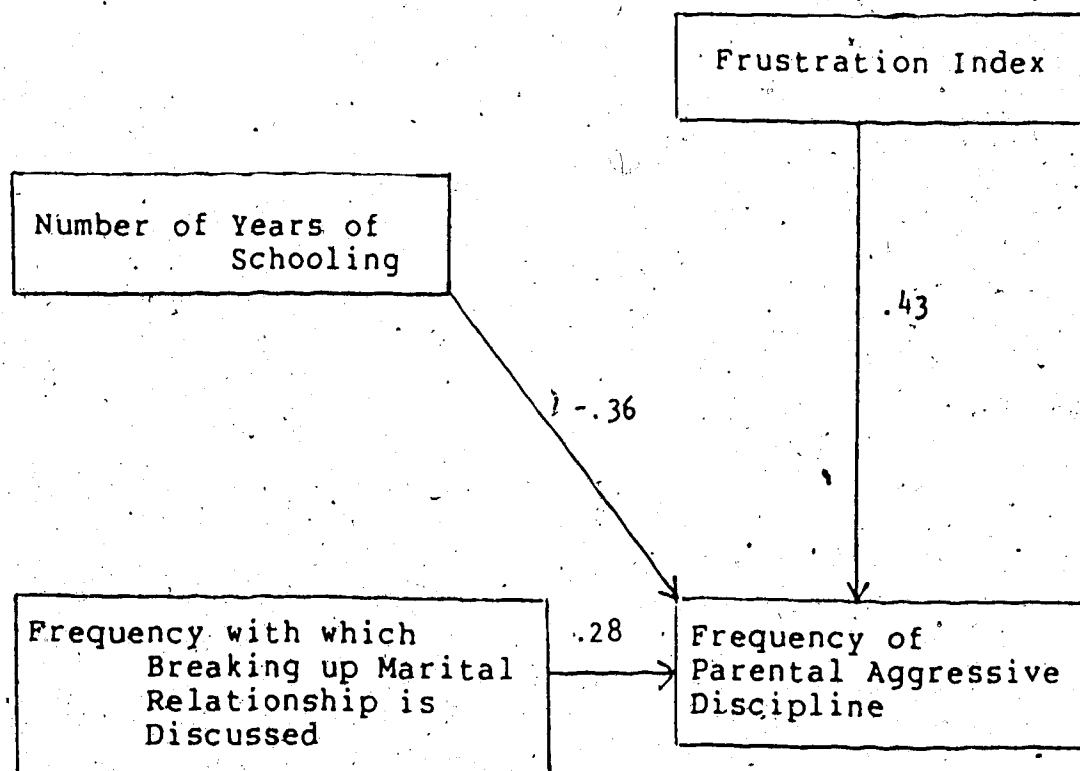 Frustration Index
Number of Years of
Schooling
.43
-.36
Frequency with which
Breaking up Marital
Relationship is
Discussed
.28
Frequency of
Parental Aggressive
Discipline